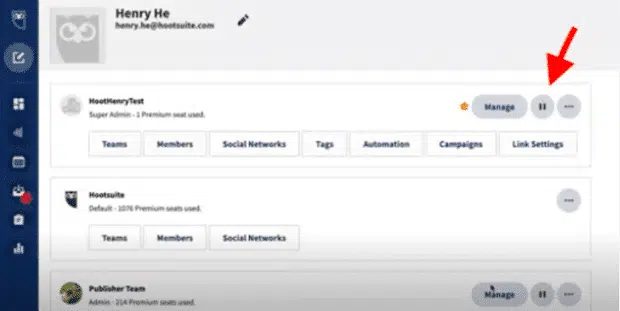 Henry He
henry.he@hootsuite.com
HootHenryTest
Super Admin - 1 Premium seat used.
Manage
Teams Members Social Networks Tags Automation Campaigns Link Settings
Hootsuite
Default - 1076 Premium seats used.
Teams Members Social Networks
Publisher Team
Admin - 214 Premium seats used.
Manage